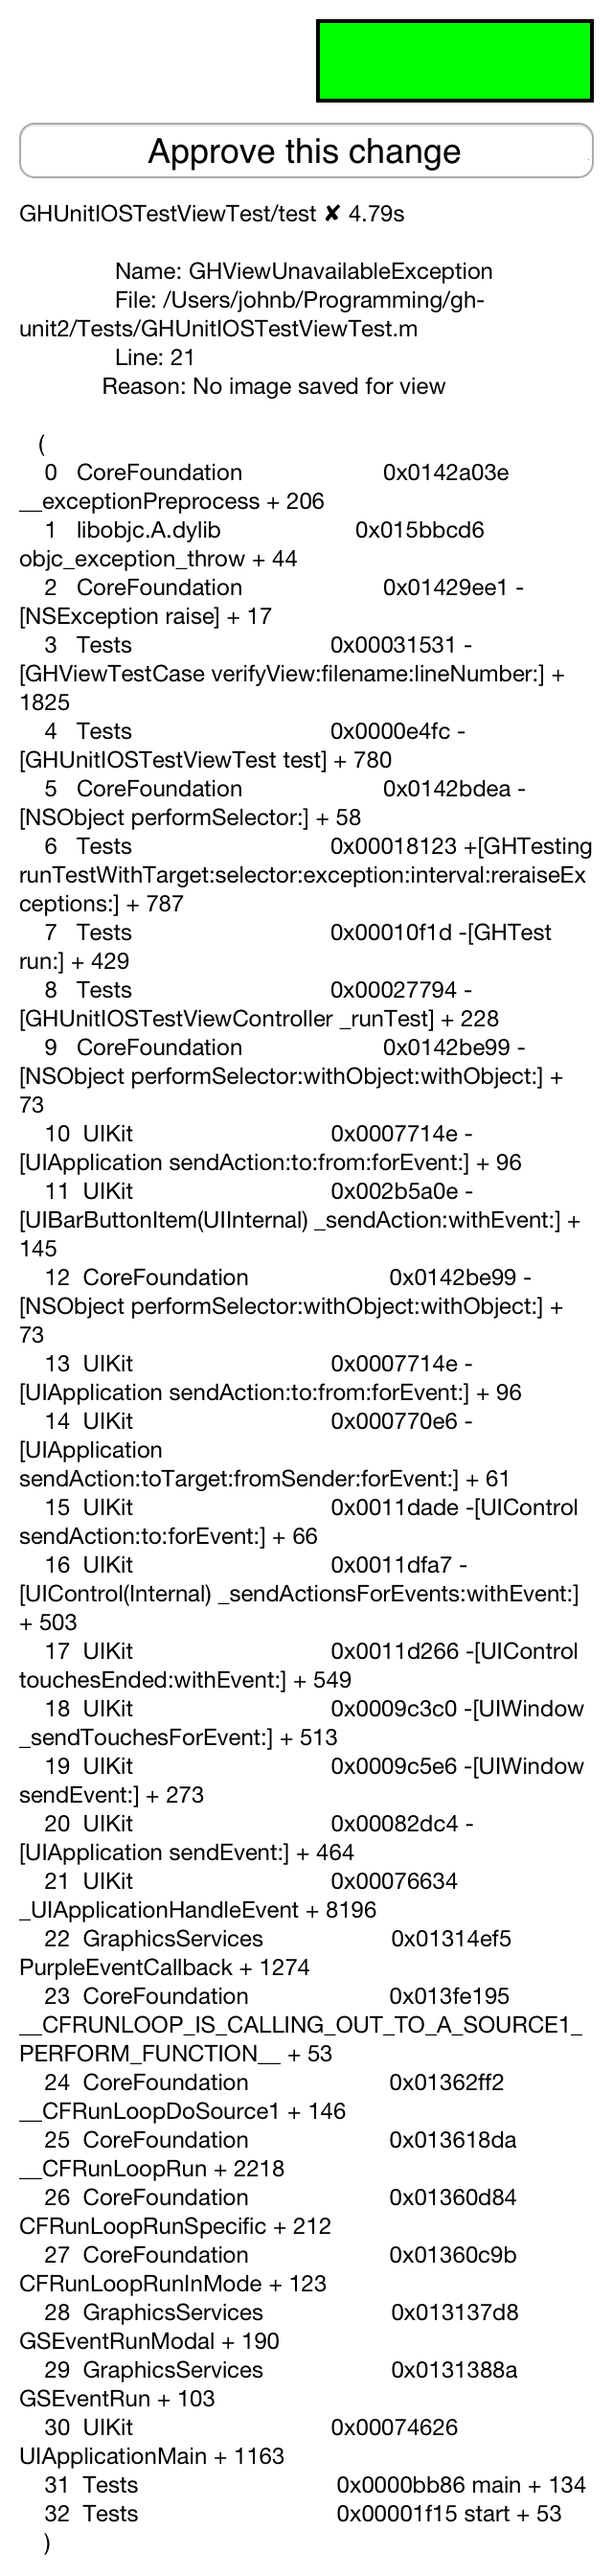 Approve this change
GHUnitIOSTestViewTest/test ✘ 4.79s
Name: GHViewUnavailableException
File: /Users/johnb/Programming/gh-
unit2/Tests/GHUnitIOSTestViewTest.m
Line: 21
Reason: No image saved for view
(
0 CoreFoundation 0x0142a03e
__exceptionPreprocess + 206
1 libobjc.A.dylib 0x015bbcd6
objc_exception_throw + 44
2 CoreFoundation 0x01429ee1 -
[NSException raise] + 17
3 Tests 0x00031531 -
[GHViewTestCase verifyView:filename:lineNumber:] +
1825
4 Tests 0x0000e4fc -
[GHUnitIOSTestViewTest test] + 780
5 CoreFoundation 0x0142bdea -
[NSObject performSelector:] + 58
6 Tests 0x00018123 +[GHTesting
runTestWithTarget:selector:exception:interval:reraiseEx
ceptions:] + 787
7 Tests 0x00010f1d -[GHTest
run:] + 429
8 Tests 0x00027794 -
[GHUnitIOSTestViewController _runTest] + 228
9 CoreFoundation 0x0142be99 -
[NSObject performSelector:withObject:withObject:] +
73
10 UIKit 0x0007714e -
[UIApplication sendAction:to:from:forEvent:] + 96
11 UIKit 0x002b5a0e -
[UIBarButtonItem(UIInternal) _sendAction:withEvent:] +
145
12 CoreFoundation 0x0142be99 -
[NSObject performSelector:withObject:withObject:] +
73
13 UIKit 0x0007714e -
[UIApplication sendAction:to:from:forEvent:] + 96
14 UIKit 0x000770e6 -
[UIApplication
sendAction:toTarget:fromSender:forEvent:] + 61
15 UIKit 0x0011dade -[UIControl
sendAction:to:forEvent:] + 66
16 UIKit 0x0011dfa7 -
[UIControl(Internal) _sendActionsForEvents:withEvent:]
+ 503
17 UIKit 0x0011d266 -[UIControl
touchesEnded:withEvent:] + 549
18 UIKit 0x0009c3c0 -[UIWindow
_sendTouchesForEvent:] + 513
19 UIKit 0x0009c5e6 -[UIWindow
sendEvent:] + 273
20 UIKit 0x00082dc4 -
[UIApplication sendEvent:] + 464
21 UIKit 0x00076634
_UIApplicationHandleEvent + 8196
22 GraphicsServices 0x01314ef5
PurpleEventCallback + 1274
23 CoreFoundation 0x013fe195
__CFRUNLOOP_IS_CALLING_OUT_TO_A_SOURCE1_
PERFORM_FUNCTION__ + 53
24 CoreFoundation 0x01362ff2
__CFRunLoopDoSource1 + 146
25 CoreFoundation 0x013618da
__CFRunLoopRun + 2218
26 CoreFoundation 0x01360d84
CFRunLoopRunSpecific + 212
27 CoreFoundation 0x01360c9b
CFRunLoopRunInMode + 123
28 GraphicsServices 0x013137d8
GSEventRunModal + 190
29 GraphicsServices 0x0131388a
GSEventRun + 103
30 UIKit 0x00074626
UIApplicationMain + 1163
31 Tests 0x0000bb86 main + 134
32 Tests 0x00001f15 start + 53
)